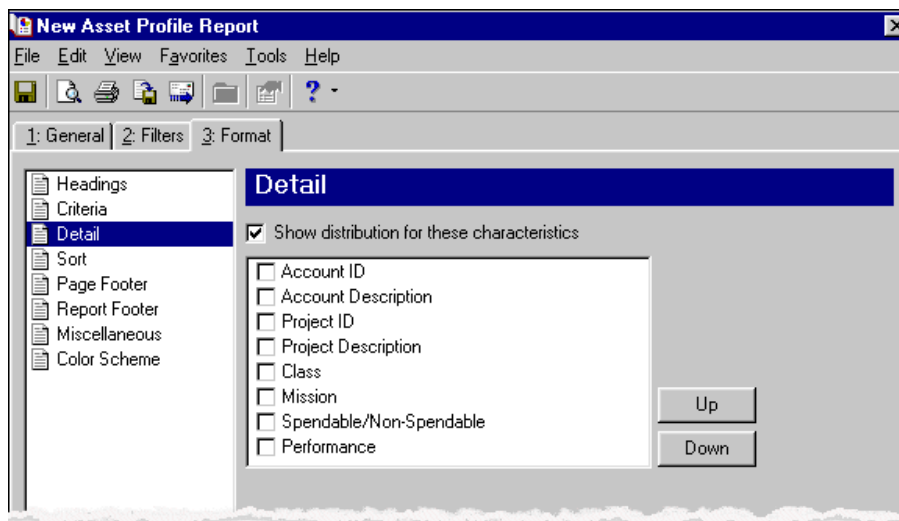 New Asset Profile Report
File Edit View Favorites Tools Help
?
1: General 2: Filters 3: Format
Headings
Criteria
Detail
Sort
Page Footer
Report Footer
Miscellaneous
Color Scheme
Detail
Show distribution for these characteristics
Account ID
Account Description
Project ID
Project Description
Class
Mission
Spendable/Non-Spendable
Performance
Up
Down